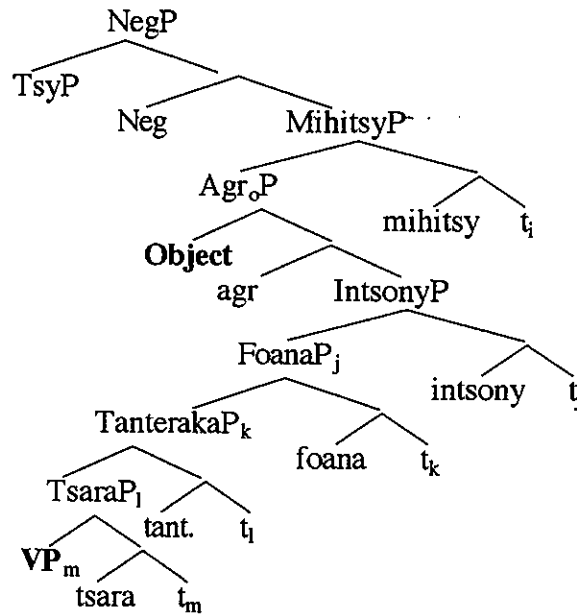 NegP
TsyP
Neg MihitsyP
Agr₀P
mihitsy tᵢ
Object
agr IntsonyP
FoanaPⱼ
intsony tⱼ
TanterakaPₖ
foana tₖ
TsaraPₗ
tant. tₗ
VPₘ
tsara tₘ